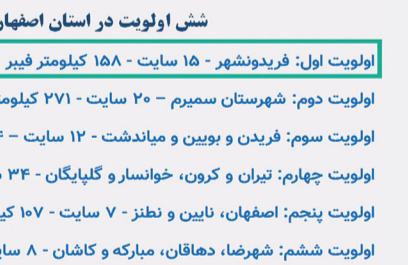 شش اولویت در استان اصفهان
اولویت اول: فریدونشهر - ۱۵ سایت - ۱۵۸ کیلومتر فیبر
اولویت دوم: شهرستان سمیرم – ۲۰ سایت - ۲۷۱
اولویت سوم: فریدن و بویین و میاندشت - ۱۲ سایت –
اولویت چهارم: تیران و کرون، خوانسار و گلپایگان - ۳۴
اولویت پنجم: اصفهان، نایین و نطنز - ۷ سایت - ۱۰۷
اولویت ششم: شهرضا، دهاقان، مبارکه و کاشان - ۸